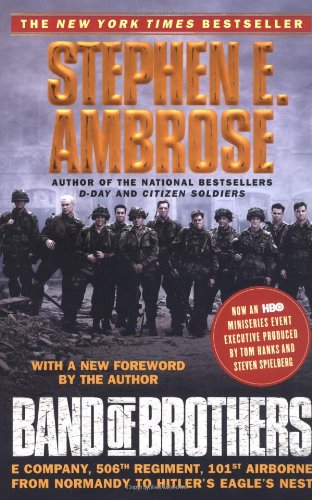 THE NEW YORK TIMES BESTSELLER
STEPHEN E.
AMBROSE
AUTHOR OF THE NATIONAL BESTSELLERS
D-DAY AND CITIZEN SOLDIERS
NOW AN HBO
MINISERIES EVENT
EXECUTIVE PRODUCED
BY TOM HANKS AND
STEVEN SPIELBERG
WITH A NEW FOREWORD
BY THE AUTHOR
BAND OF BROTHERS
E COMPANY, 506TH REGIMENT, 101ST AIRBORNE
FROM NORMANDY TO HITLER'S EAGLE'S NEST